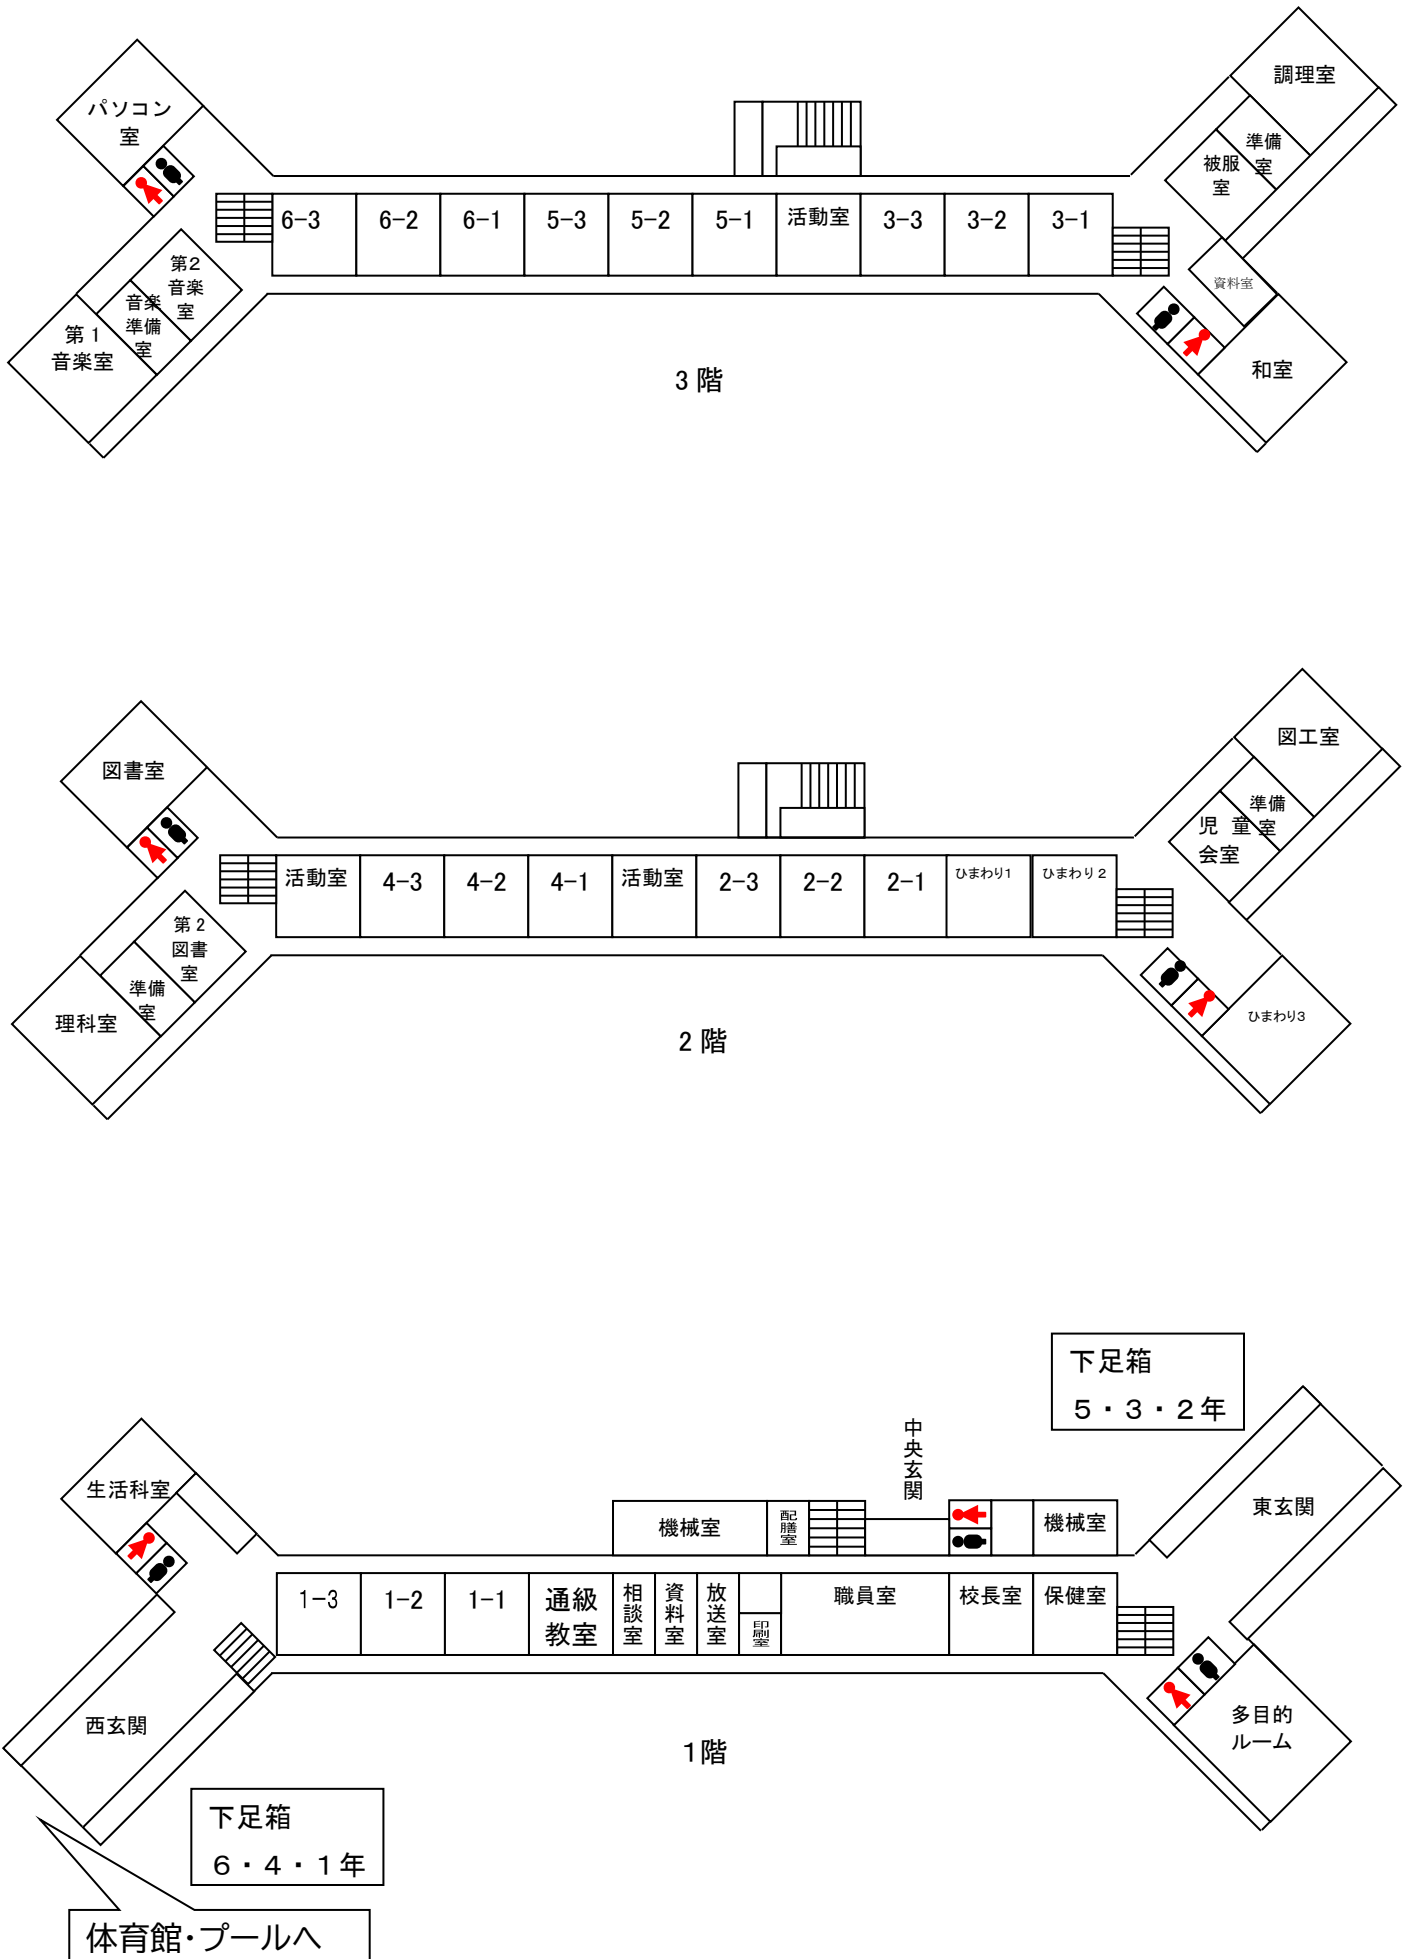 パソコン
室
調理室
準備
室
被服
室
6-3
6-2
6-1
5-3
5-2
5-1
活動室
3-3
3-2
3-1
第2
音楽
室
音楽
準備
室
第１
音楽室
資料室
和室
３階
図書室
図工室
準備
室
児童
会室
活動室
4-3
4-2
4-1
活動室
2-3
2-2
2-1
ひまわり1
ひまわり２
第２
図書
室
準備
室
理科室
ひまわり3
２階
下足箱
５・３・２年
中央玄関
生活科室
機械室
配膳室
機械室
東玄関
1-3
1-2
1-1
通級
教室
相談室
資料室
放送室
印刷室
職員室
校長室
保健室
西玄関
多目的
ルーム
１階
下足箱
６・４・１年
体育館・プールへ